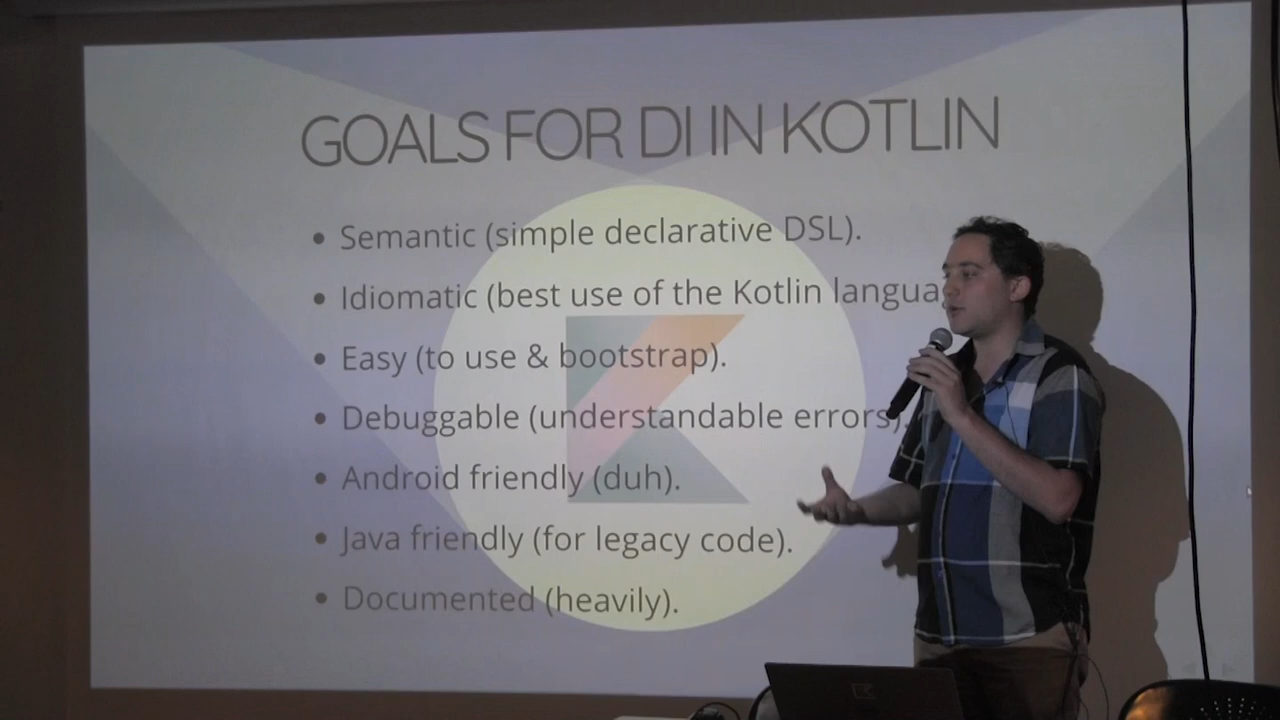 GOALS FOR DI IN KOTLIN
• Semantic (simple declarative DSL).
• Idiomatic (best use of the Kotlin
• Easy (to use & bootstrap).
• Debuggable (understandable errors).
• Android friendly (duh).
• Java friendly (for legacy code).
• Documented (heavily).